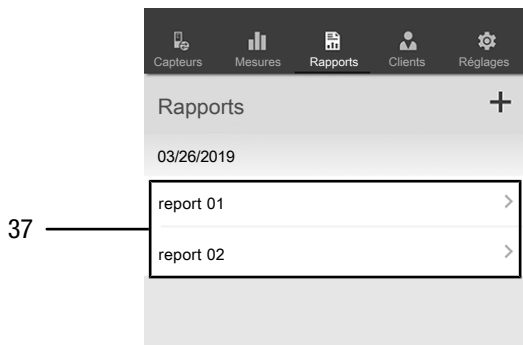 Capteurs Mesures Rapports Clients Réglages
Rapports +
03/26/2019
report 01 >
37
report 02 >